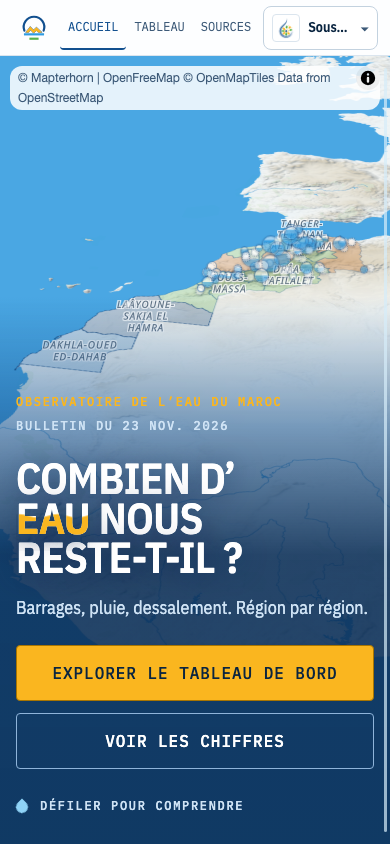 ACCUEIL TABLEAU SOURCES Sous...
© Mapterhorn | OpenFreeMap © OpenMapTiles Data from
OpenStreetMap
TANGER-
MASSA
LAÂYOUNE-
SAKIA EL
HAMRA
DAKHLA-OUED
ED-DAHAB
OBSERVATOIRE DE L'EAU DU MAROC
BULLETIN DU 23 NOV. 2026
COMBIEN D’
EAU NOUS
RESTE-T-IL ?
Barrages, pluie, dessalement. Région par région.
EXPLORER LE TABLEAU DE BORD
VOIR LES CHIFFRES
DÉFILER POUR COMPRENDRE